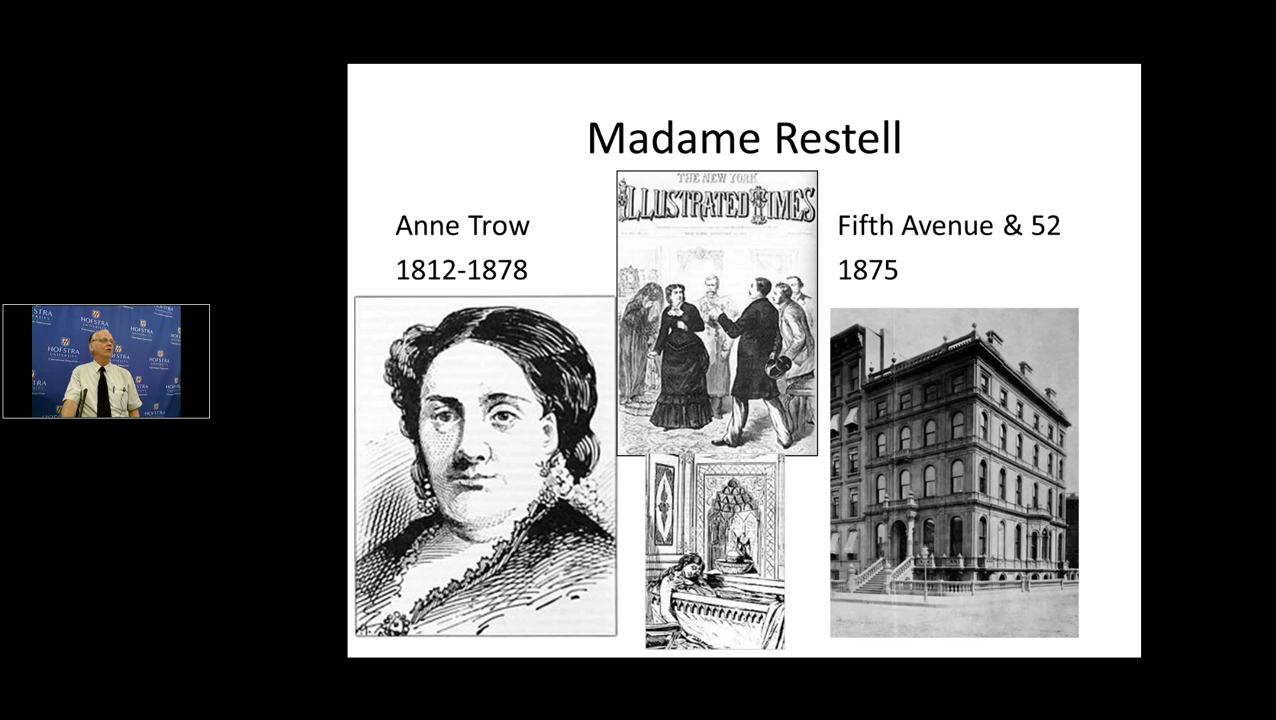 Madame Restell
Anne Trow
1812-1878
THE NEW YORK
ILLUSTRATED TIMES
Fifth Avenue & 52
1875
HOFSTRA
UNIVERSITY